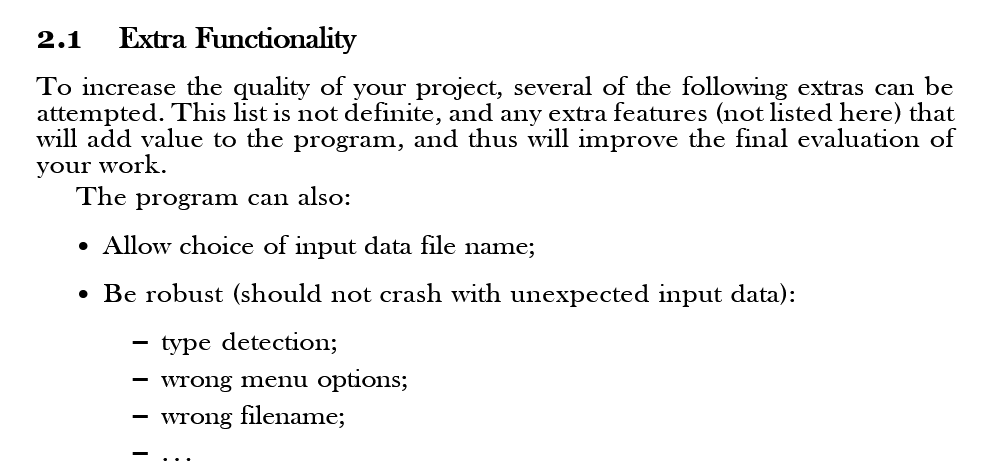 2.1 Extra Functionality
To increase the quality of your project, several of the following extras can be
attempted. This list is not definite, and any extra features (not listed here) that
will add value to the program, and thus will improve the final evaluation of
your work.
The program can also:
• Allow choice of input data file name;
• Be robust (should not crash with unexpected input data):
– type detection;
– wrong menu options;
– wrong filename;
– ...